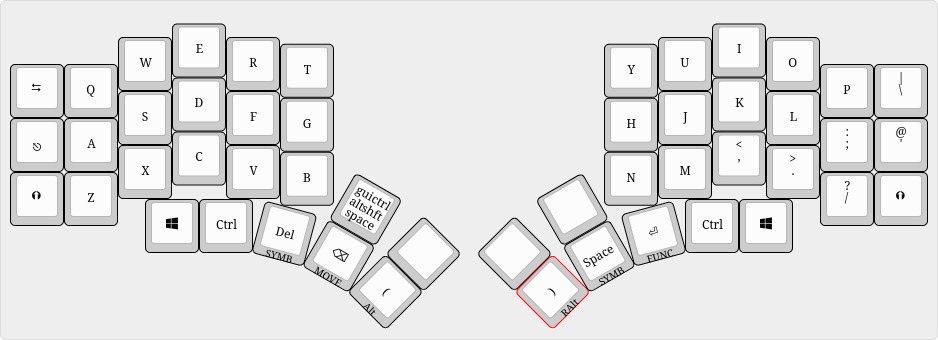 ⇆ Q W E R T
⎋ A S D F G
Z X C V B
Ctrl
Del
SYMB
⌫
MOVE
guictrl
altshft
space
(
Alt
Y U I O P | \
H J K L : ; @ '
N M < , > . ? /
)
RAlt
Space
SYMB
⏎
FUNC
Ctrl